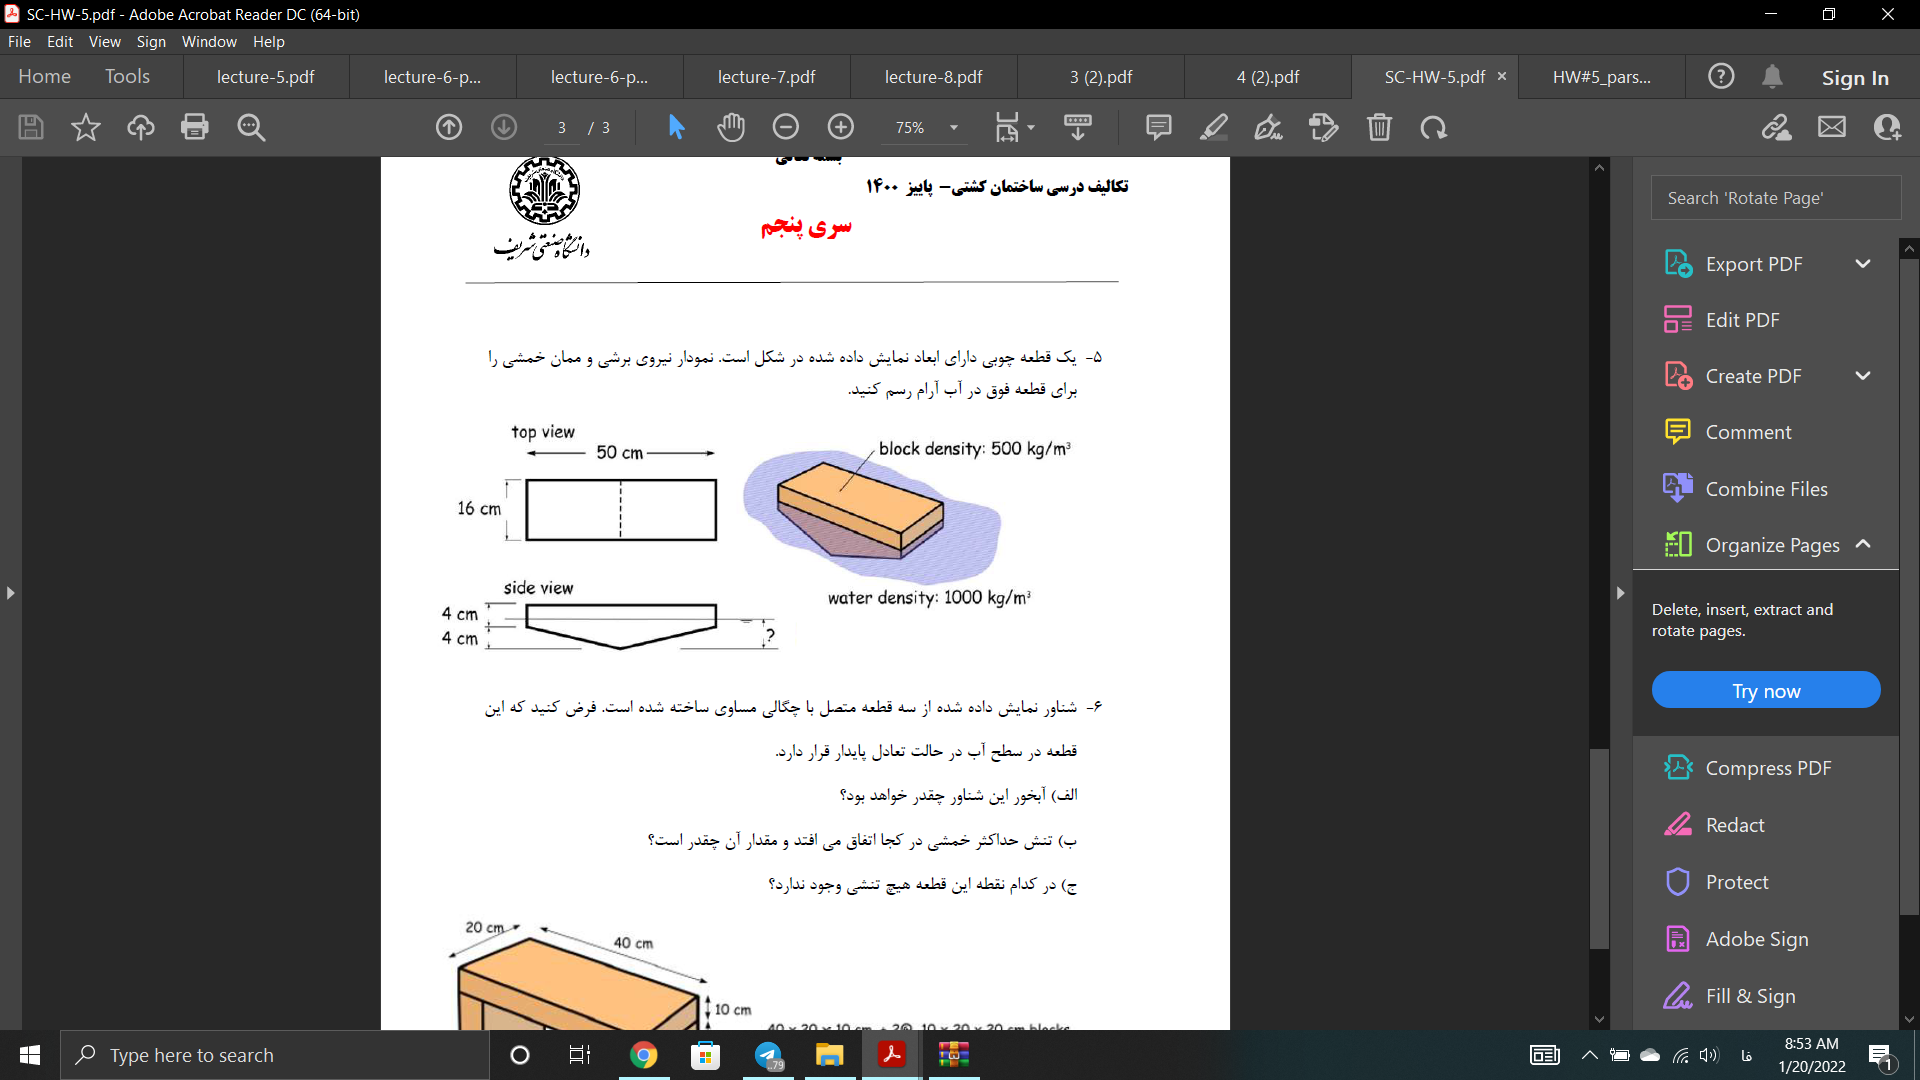 SC-HW-5.pdf - Adobe Acrobat Reader DC (64-bit)
File Edit View Sign Window Help
Home Tools lecture-5.pdf lecture-6-p... lecture-6-p... lecture-7.pdf lecture-8.pdf 3 (2).pdf 4 (2).pdf SC-HW-5.pdf × HW#5_pars... Sign In
3 / 3 75%
تکالیف درسی ساختمان کشتی- پاییز ۱۴۰۰
سری پنجم
دانشگاه صنعتی شریف
۵- یک قطعه چوبی دارای ابعاد نمایش داده شده در شکل است. نمودار نیروی برشی و ممان خمشی را
برای قطعه فوق در آب آرام رسم کنید.
top view
50 cm
16 cm
block density: 500 kg/m³
side view
4 cm
4 cm
?
water density: 1000 kg/m³
۶- شناور نمایش داده شده از سه قطعه متصل با چگالی مساوی ساخته شده است. فرض کنید که این
قطعه در سطح آب در حالت تعادل پایدار قرار دارد.
الف) آبخور این شناور چقدر خواهد بود؟
ب) تنش حداکثر خمشی در کجا اتفاق می افتد و مقدار آن چقدر است؟
ج) در کدام نقطه این قطعه هیچ تنشی وجود ندارد؟
20 cm
40 cm
10 cm
Search 'Rotate Page'
Export PDF
Edit PDF
Create PDF
Comment
Combine Files
Organize Pages
Delete, insert, extract and
rotate pages.
Try now
Compress PDF
Redact
Protect
Adobe Sign
Fill & Sign
Type here to search
..79
فا
8:53 AM
1/20/2022
1